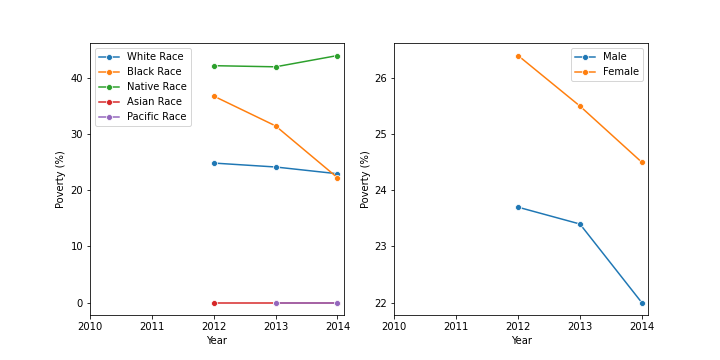 White Race
Black Race
Native Race
Asian Race
Pacific Race
40
30
20
10
0
Poverty (%)
2010 2011 2012 2013 2014
Year
Male
Female
26
25
24
23
22
Poverty (%)
2010 2011 2012 2013 2014
Year